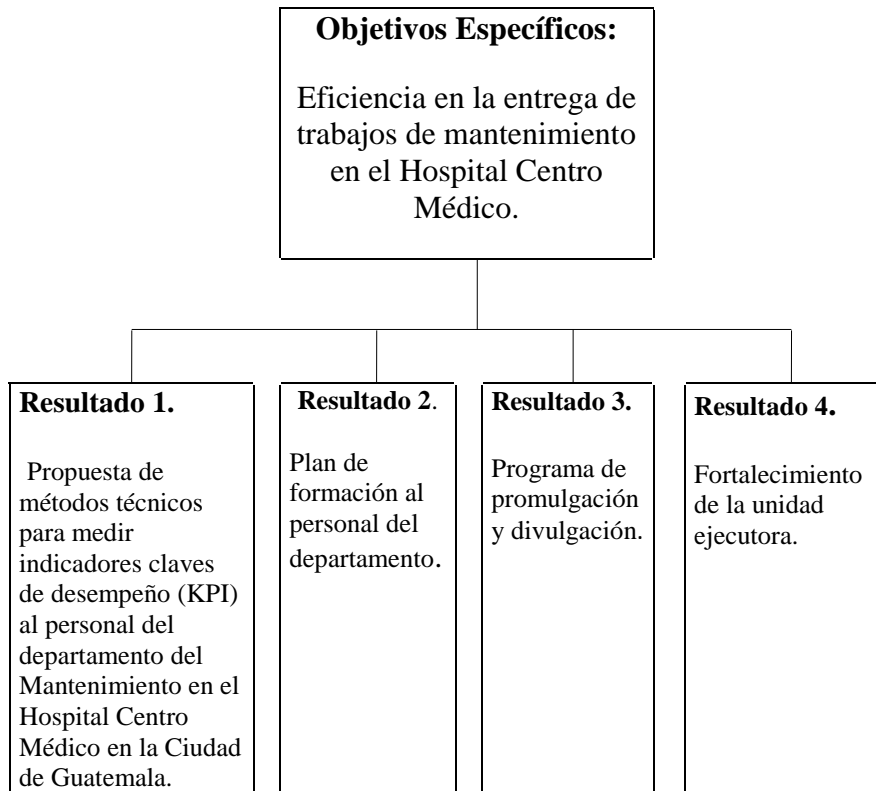 Objetivos Específicos:
Eficiencia en la entrega de
trabajos de mantenimiento
en el Hospital Centro
Médico.
Resultado 1.
Propuesta de
métodos técnicos
para medir
indicadores claves
de desempeño (KPI)
al personal del
departamento del
Mantenimiento en el
Hospital Centro
Médico en la Ciudad
de Guatemala.
Resultado 2.
Plan de
formación al
personal del
departamento.
Resultado 3.
Programa de
promulgación
y divulgación.
Resultado 4.
Fortalecimiento
de la unidad
ejecutora.